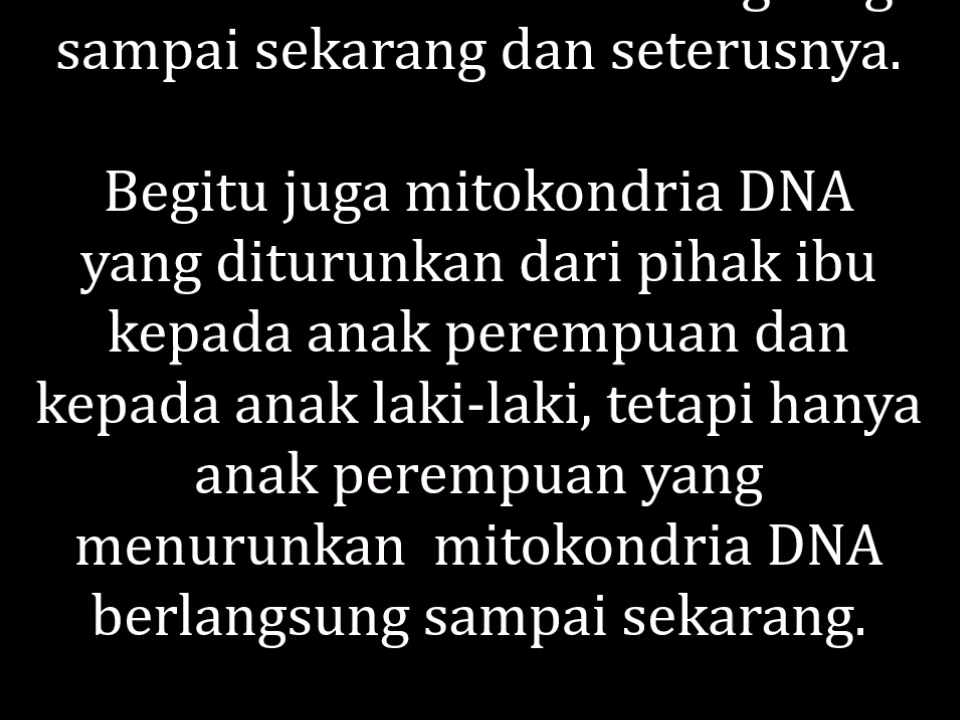 sampai sekarang dan seterusnya.
Begitu juga mitokondria DNA
yang diturunkan dari pihak ibu
kepada anak perempuan dan
kepada anak laki-laki, tetapi hanya
anak perempuan yang
menurunkan  mitokondria DNA
berlangsung sampai sekarang.